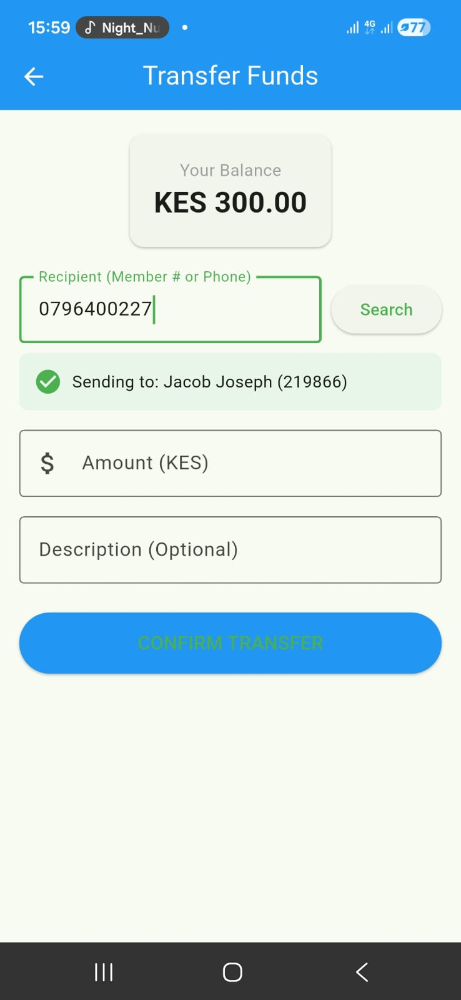 15:59 Night_Nu 4G 77
Transfer Funds
Your Balance
KES 300.00
Recipient (Member # or Phone)
0796400227
Search
Sending to: Jacob Joseph (219866)
$ Amount (KES)
Description (Optional)
CONFIRM TRANSFER